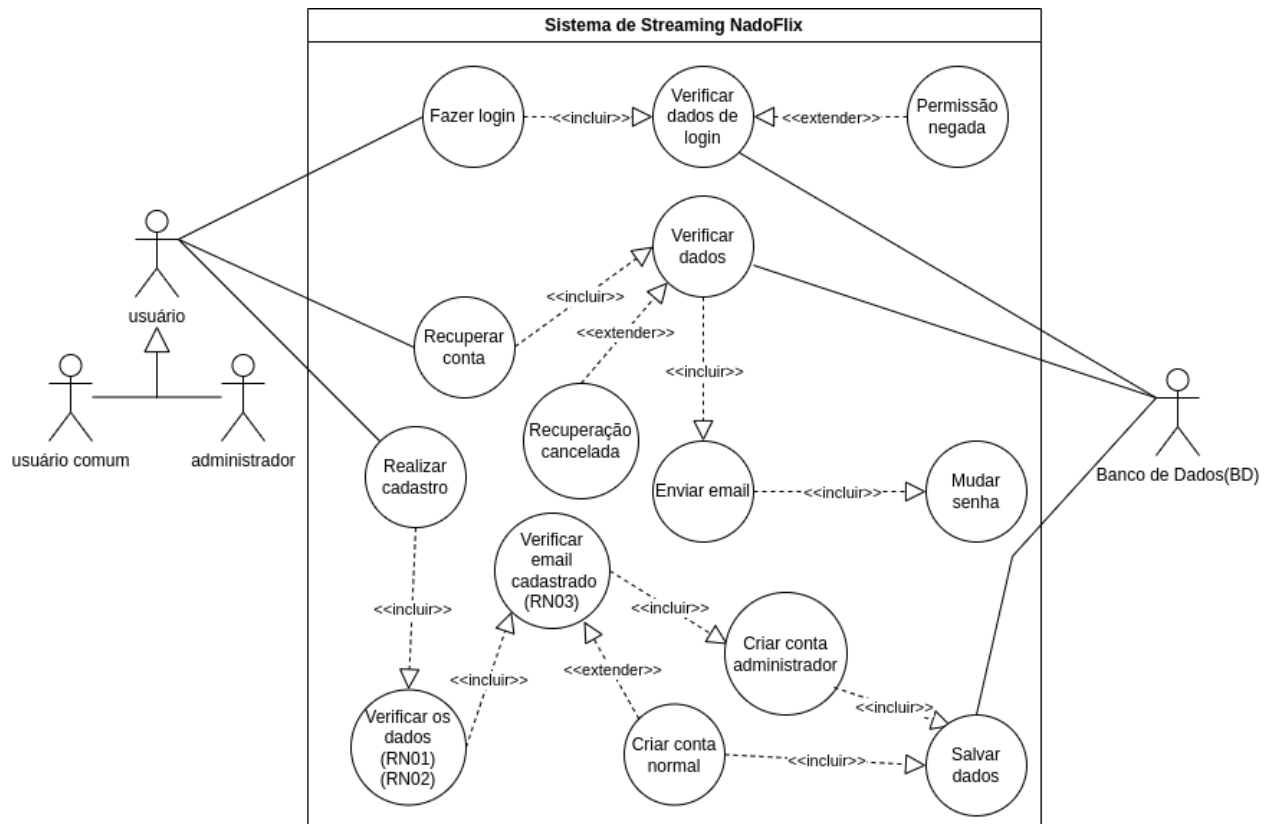 Sistema de Streaming NadoFlix
Fazer login
<<incluir>>
Verificar
dados de
login
<<extender>>
Permissão
negada
usuário
usuário comum
administrador
Verificar
dados
<<incluir>>
<<extender>>
Recuperar
conta
<<incluir>>
Recuperação
cancelada
Realizar
cadastro
Enviar email
<<incluir>>
Mudar
senha
Banco de Dados(BD)
Verificar
email
cadastrado
(RN03)
<<incluir>>
<<incluir>>
Criar conta
administrador
<<incluir>>
<<extender>>
<<incluir>>
Verificar os
dados
(RN01)
(RN02)
Criar conta
normal
<<incluir>>
Salvar
dados